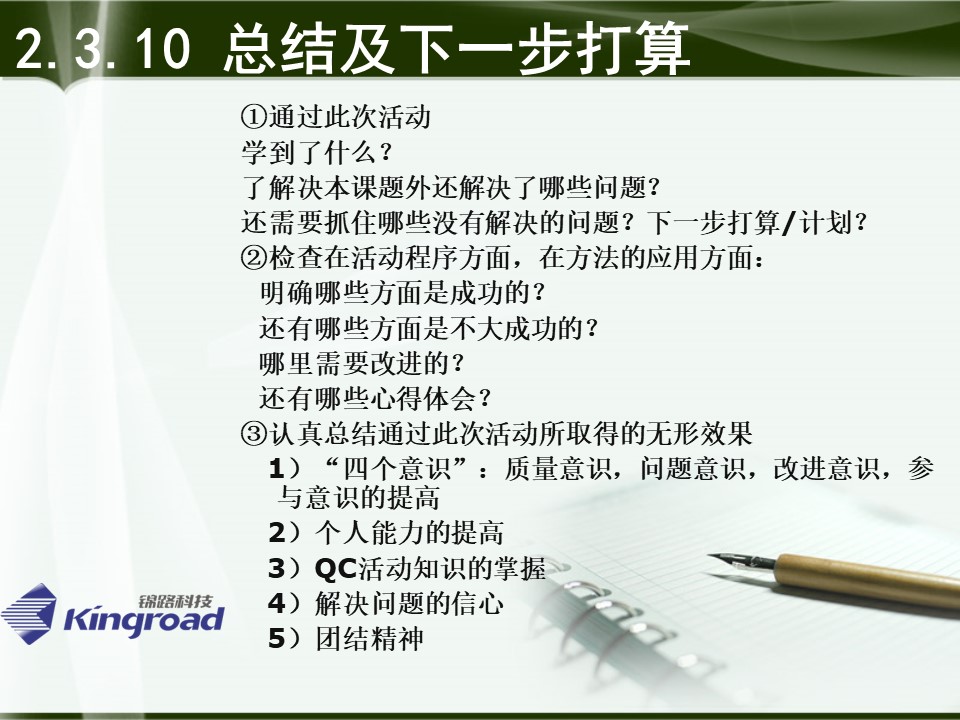 2.3.10 总结及下一步打算
①通过此次活动
学到了什么？
了解决本课题外还解决了哪些问题？
还需要抓住哪些没有解决的问题？下一步打算/计划？
②检查在活动程序方面，在方法的应用方面：
明确哪些方面是成功的？
还有哪些方面是不大成功的？
哪里需要改进的？
还有哪些心得体会？
③认真总结通过此次活动所取得的无形效果
1）“四个意识”：质量意识，问题意识，改进意识，参
与意识的提高
2）个人能力的提高
3）QC活动知识的掌握
4）解决问题的信心
5）团结精神
锦路科技
Kingroad